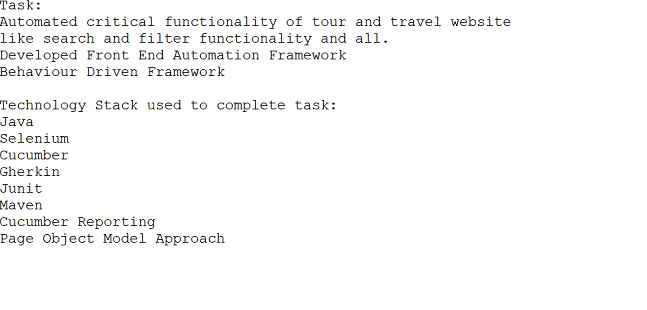 Task:
Automated critical functionality of tour and travel website
like search and filter functionality and all.
Developed Front End Automation Framework
Behaviour Driven Framework
Technology Stack used to complete task:
Java
Selenium
Cucumber
Gherkin
Junit
Maven
Cucumber Reporting
Page Object Model Approach